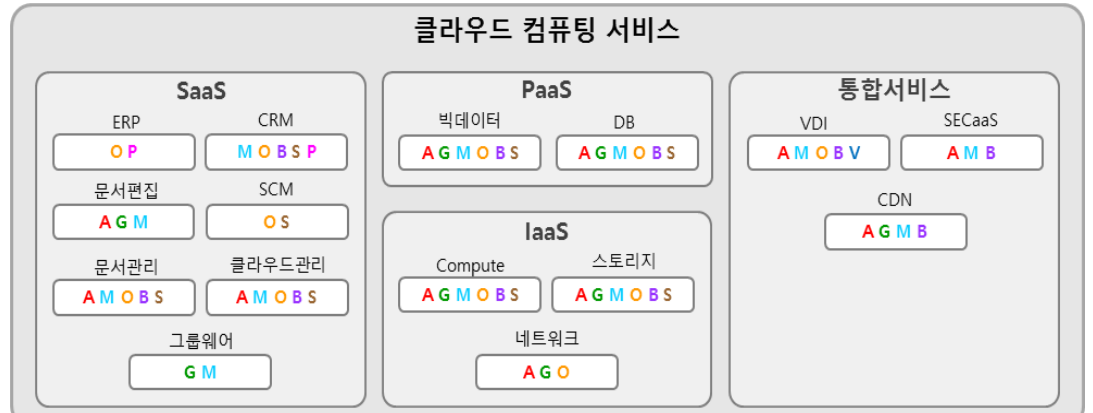 클라우드 컴퓨팅 서비스
SaaS
ERP
O P
CRM
M O B S P
문서편집
A G M
SCM
O S
문서관리
A M O B S
클라우드관리
A M O B S
그룹웨어
G M
PaaS
빅데이터
A G M O B S
DB
A G M O B S
IaaS
Compute
A G M O B S
스토리지
A G M O B S
네트워크
A G O
통합서비스
VDI
A M O B V
SECaaS
A M B
CDN
A G M B